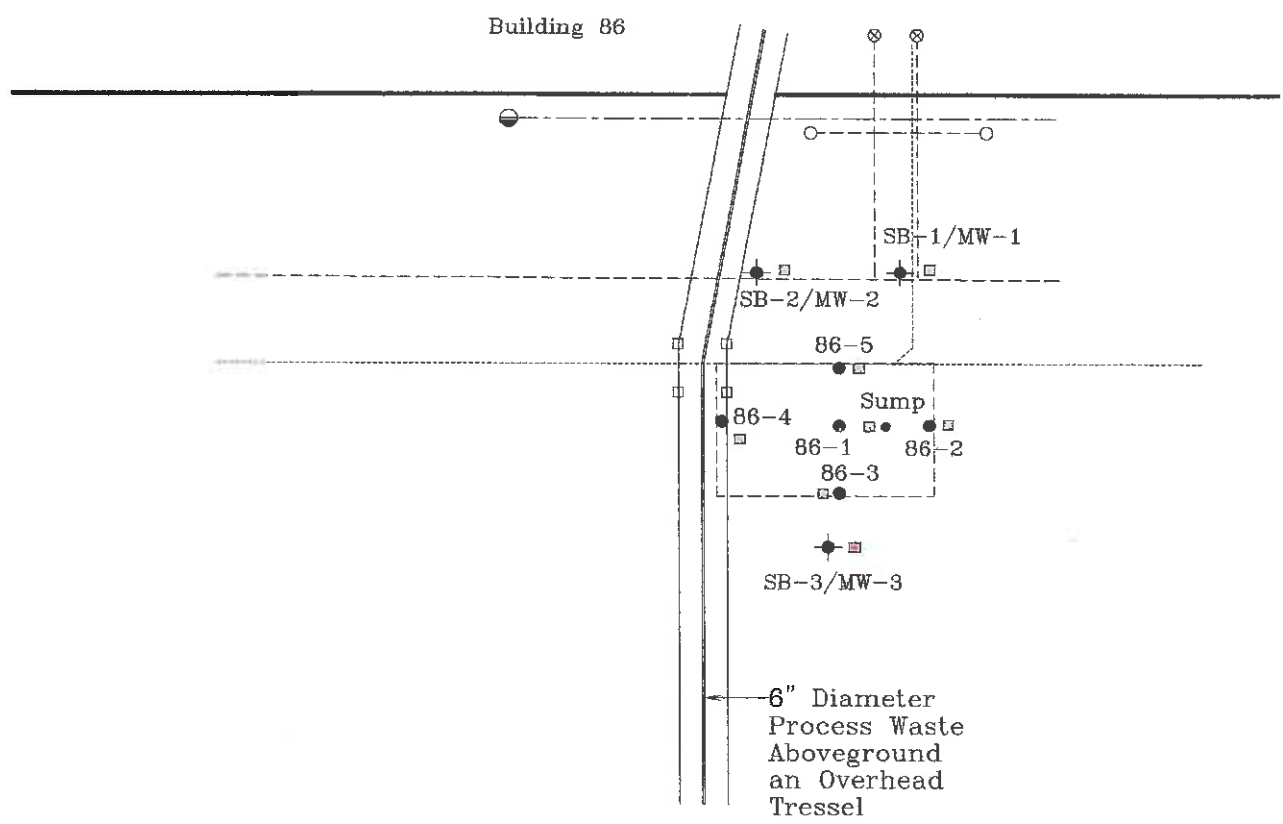 Building 86
SB-1/MW-1
SB-2/MW-2
86-5
Sump
86-4
86-1
86-2
86-3
SB-3/MW-3
6" Diameter
Process Waste
Aboveground
an Overhead
Tressel